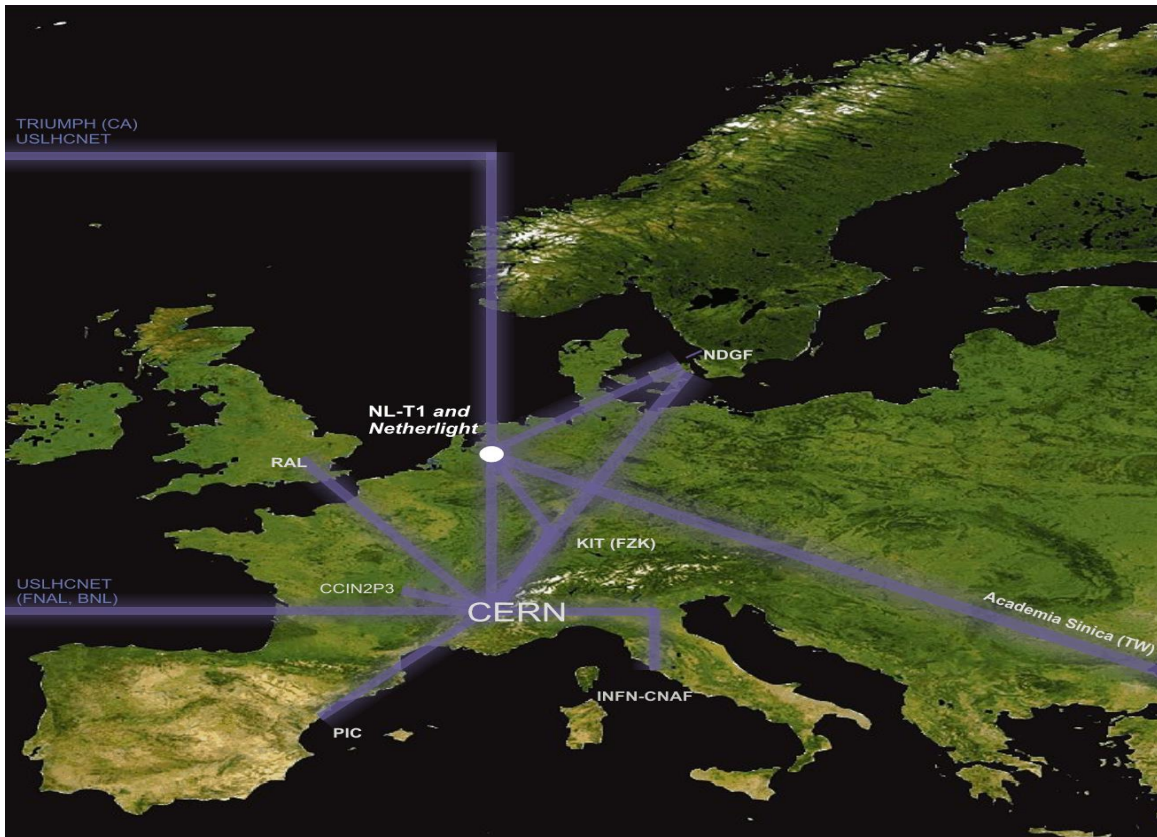 TRIUMPH (CA)
USLHCNET
NDGF
NL-T1 and
Netherlight
RAL
KIT (FZK)
USLHCNET
(FNAL, BNL)
CCIN2P3
CERN
Academia Sinica (TW)
INFN-CNAF
PIC